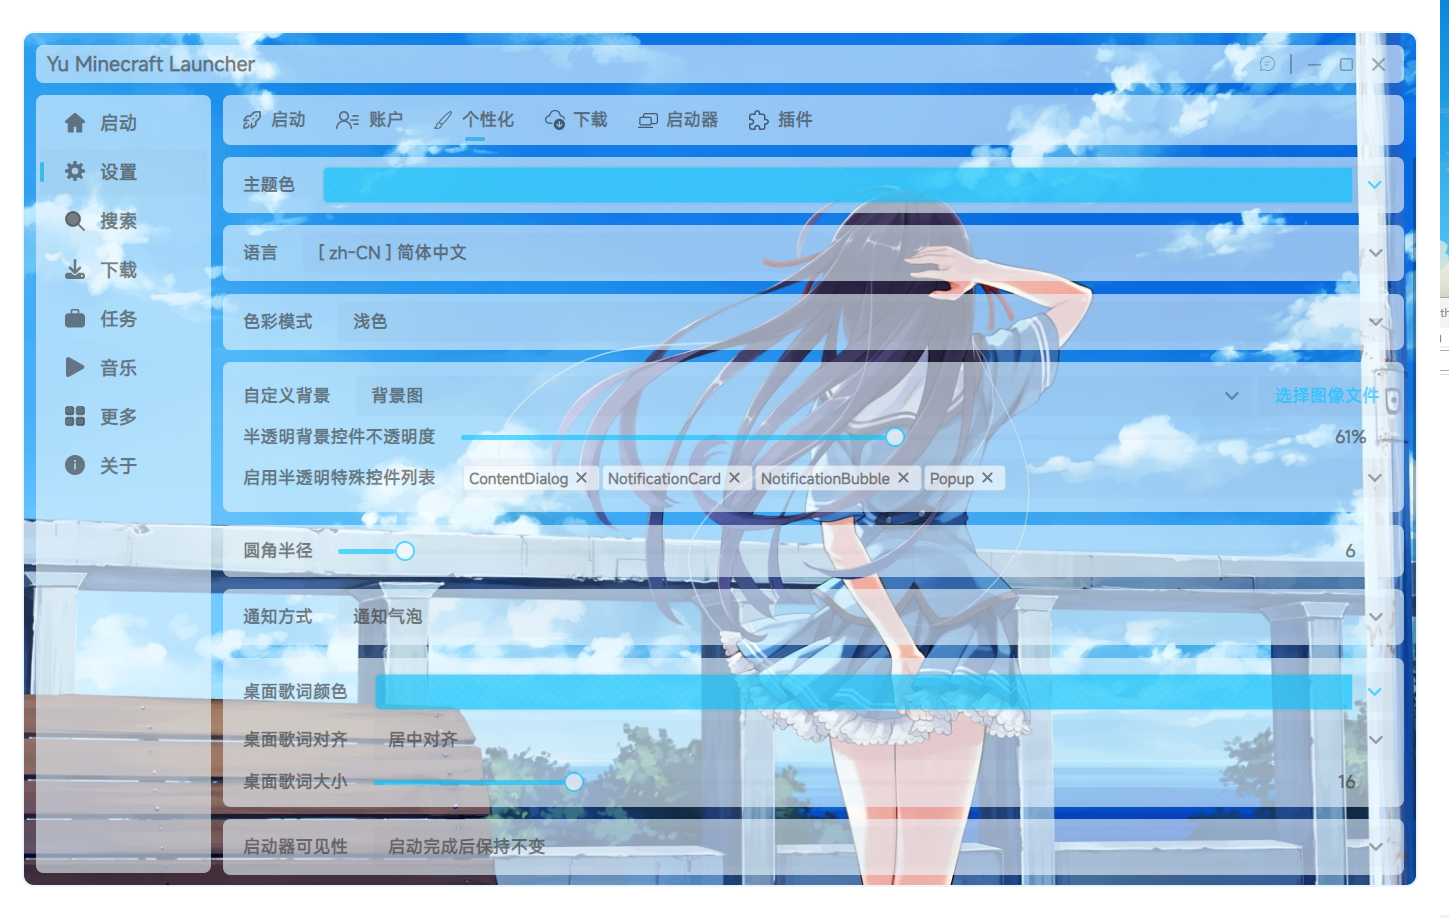 Yu Minecraft Launcher
启动
设置
搜索
下载
任务
音乐
更多
关于
启动 账户 个性化 下载 启动器 插件
主题色
语言 [ zh-CN ] 简体中文
色彩模式 浅色
自定义背景 背景图 选择图像文件
半透明背景控件不透明度 61%
启用半透明特殊控件列表 ContentDialog NotificationCard NotificationBubble Popup
圆角半径 6
通知方式 通知气泡
桌面歌词颜色
桌面歌词对齐 居中对齐
桌面歌词大小 16
启动器可见性 启动完成后保持不变